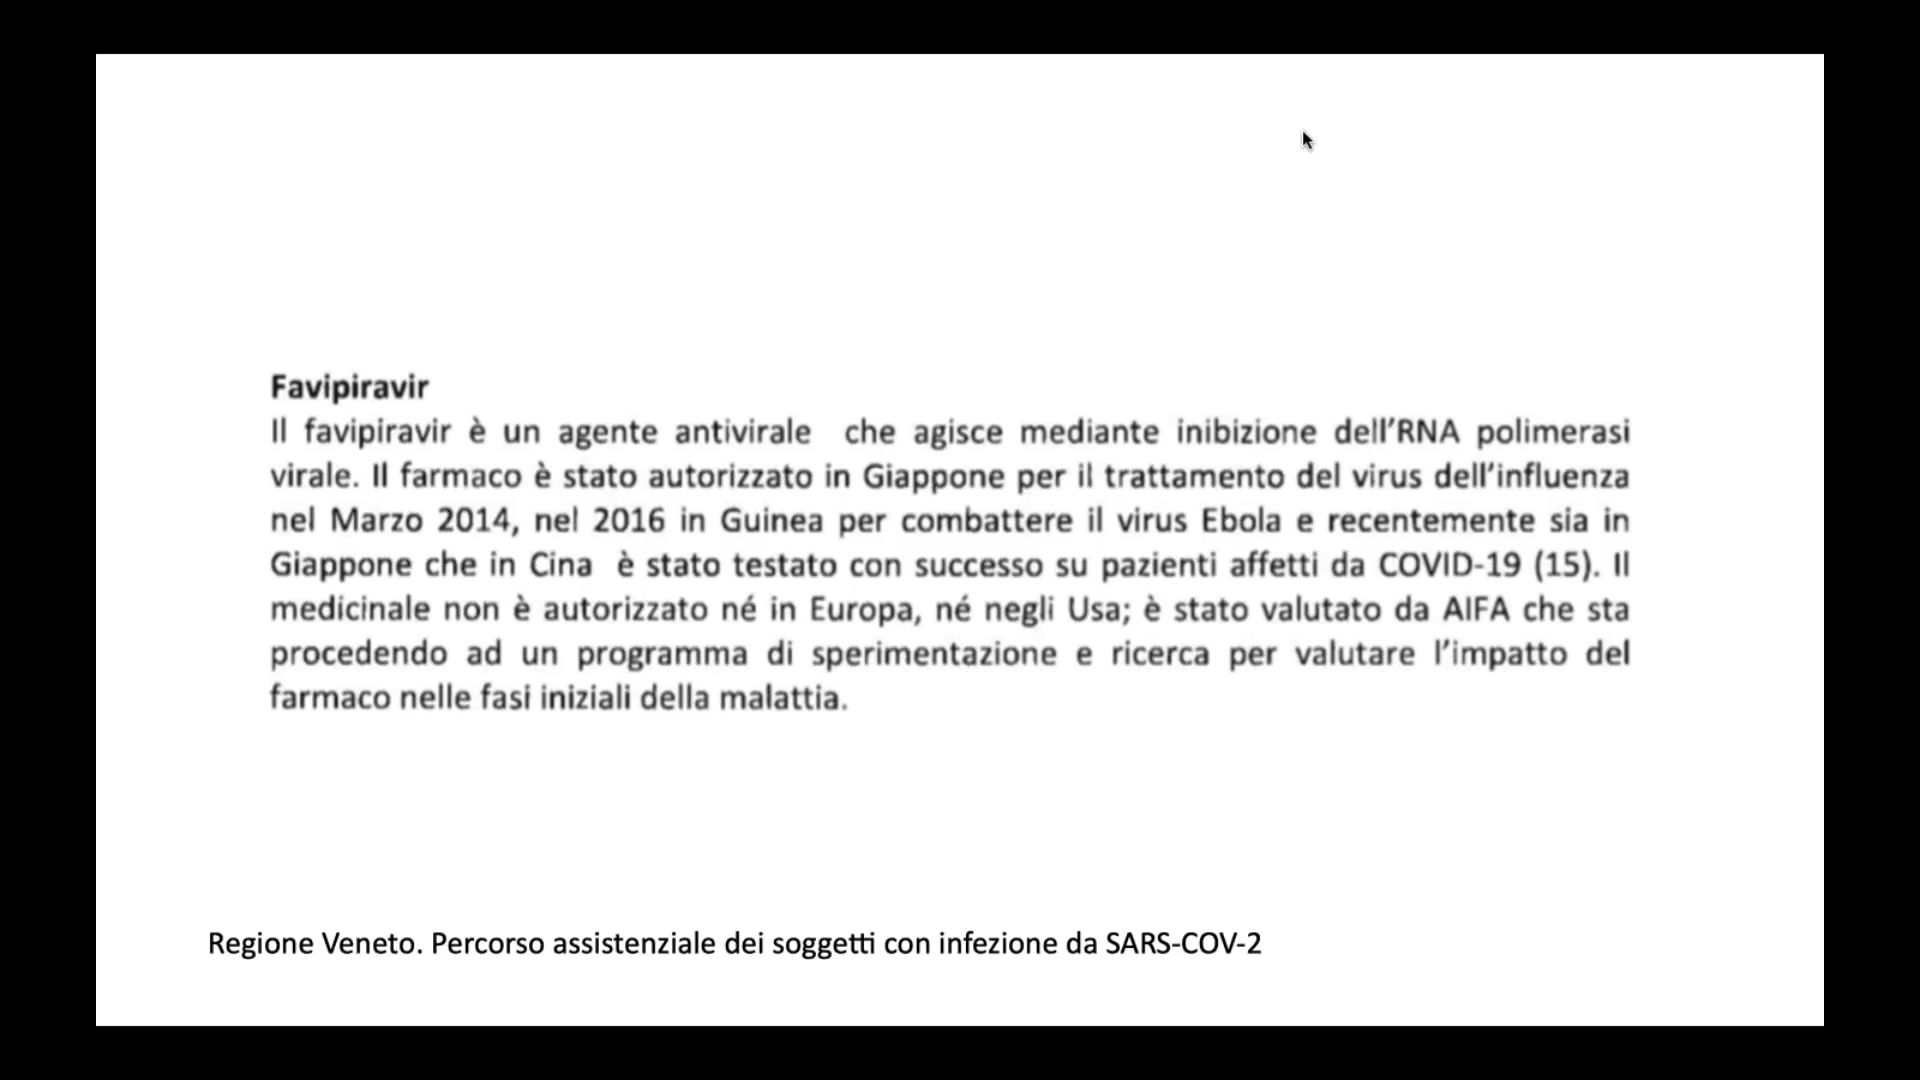 Favipiravir
Il favipiravir è un agente antivirale che agisce mediante inibizione dell’RNA polimerasi
virale. Il farmaco è stato autorizzato in Giappone per il trattamento del virus dell’influenza
nel Marzo 2014, nel 2016 in Guinea per combattere il virus Ebola e recentemente sia in
Giappone che in Cina è stato testato con successo su pazienti affetti da COVID-19 (15). Il
medicinale non è autorizzato né in Europa, né negli Usa; è stato valutato da AIFA che sta
procedendo ad un programma di sperimentazione e ricerca per valutare l’impatto del
farmaco nelle fasi iniziali della malattia.
Regione Veneto. Percorso assistenziale dei soggetti con infezione da SARS-COV-2